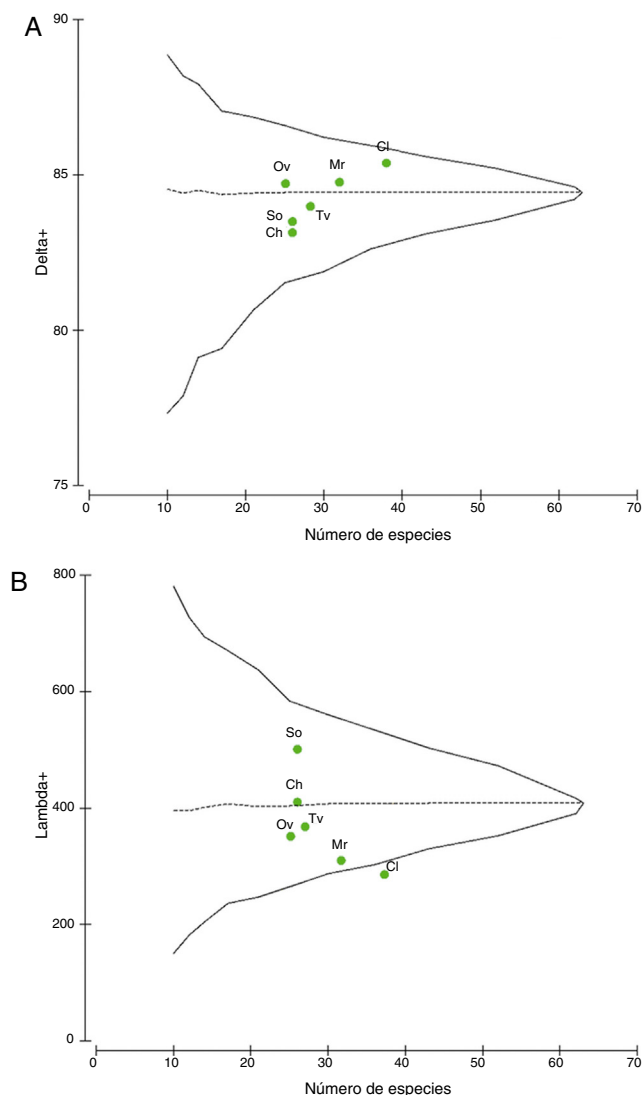 A
90
85
80
75
Delta+
Cl
Mr
Ov
So
Tv
Ch
0 10 20 30 40 50 60 70
Número de especies
B
800
600
400
200
0
Lambda+
So
Ch
Tv
Ov
Mr
Cl
0 10 20 30 40 50 60 70
Número de especies